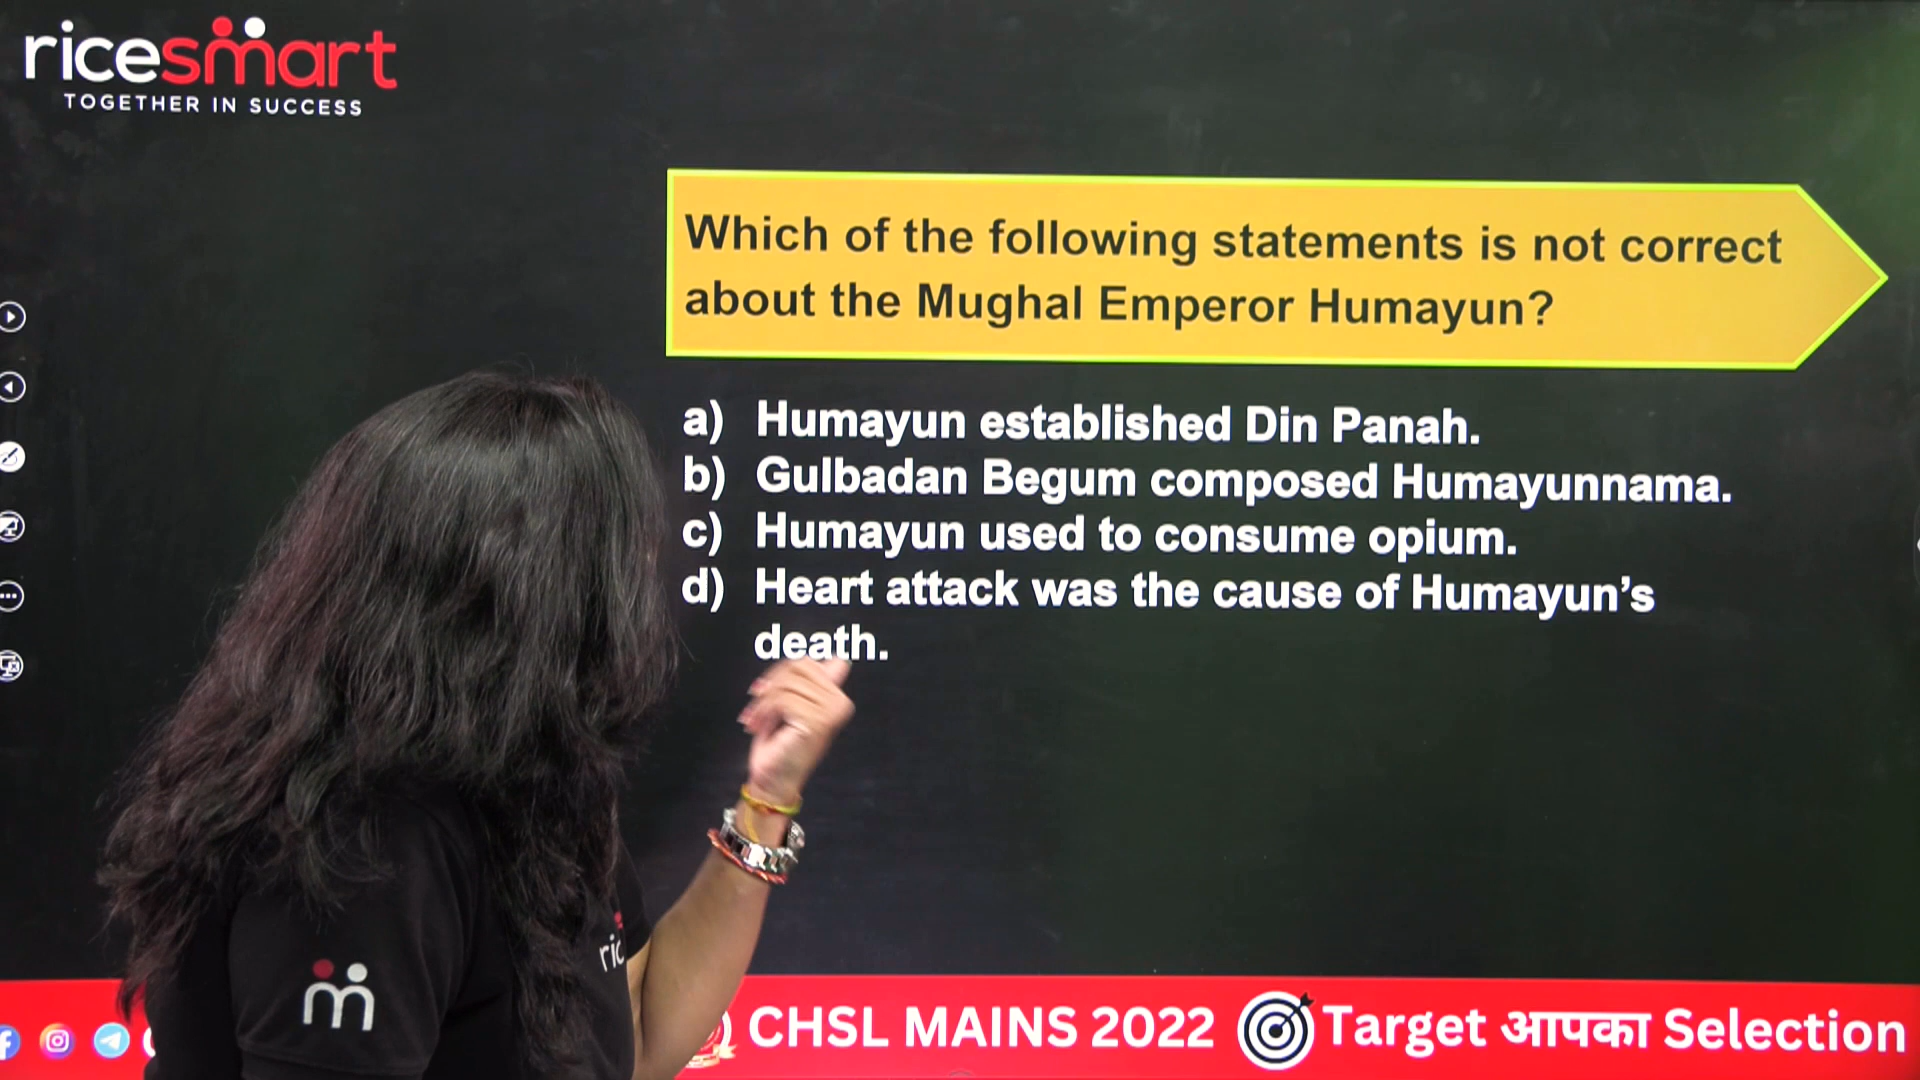 ricesmart
TOGETHER IN SUCCESS
Which of the following statements is not correct
about the Mughal Emperor Humayun?
a) Humayun established Din Panah.
b) Gulbadan Begum composed Humayunnama.
c) Humayun used to consume opium.
d) Heart attack was the cause of Humayun’s
death.
ric
m
CHSL MAINS 2022 Target आपका Selection